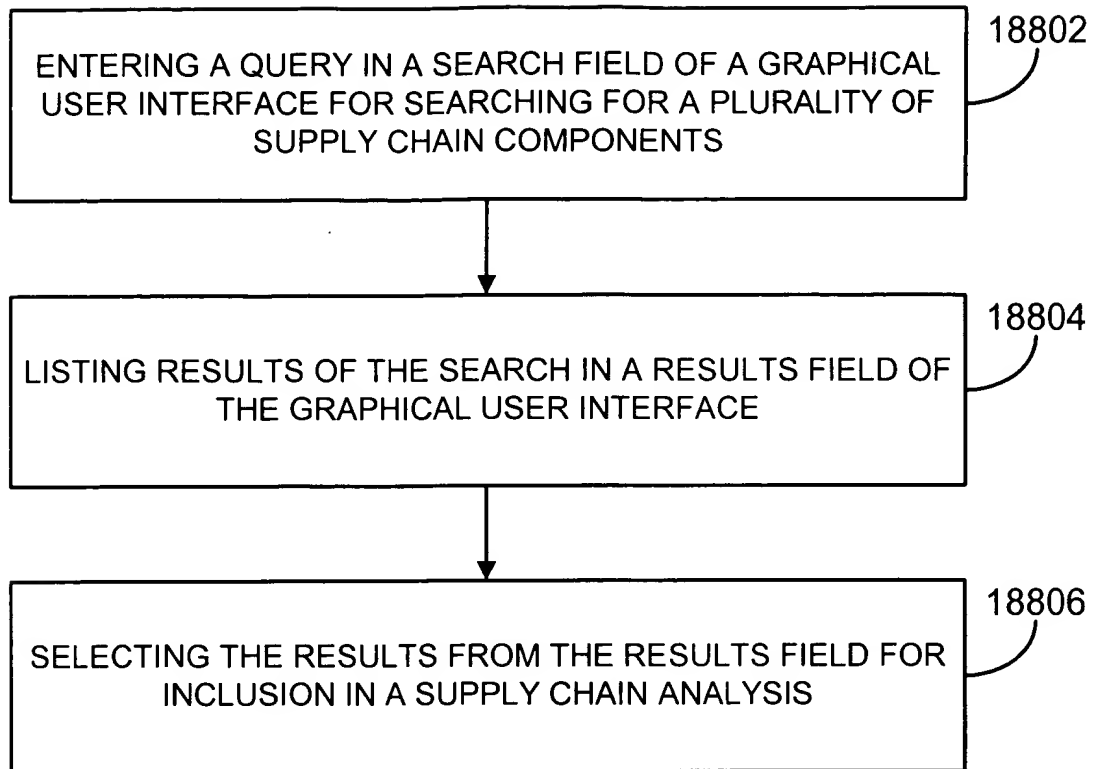 18802
ENTERING A QUERY IN A SEARCH FIELD OF A GRAPHICAL
USER INTERFACE FOR SEARCHING FOR A PLURALITY OF
SUPPLY CHAIN COMPONENTS
18804
LISTING RESULTS OF THE SEARCH IN A RESULTS FIELD OF
THE GRAPHICAL USER INTERFACE
18806
SELECTING THE RESULTS FROM THE RESULTS FIELD FOR
INCLUSION IN A SUPPLY CHAIN ANALYSIS